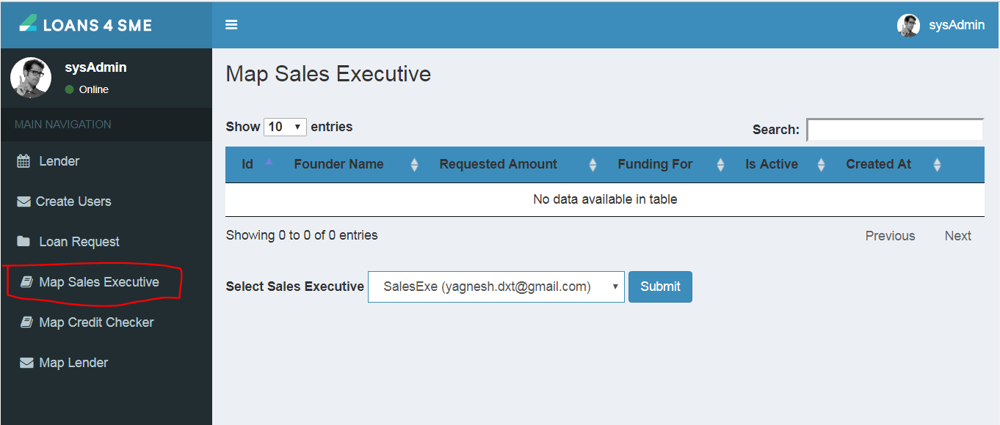 LOANS 4 SME
sysAdmin
sysAdmin
Online
MAIN NAVIGATION
Lender
Create Users
Loan Request
Map Sales Executive
Map Credit Checker
Map Lender
Map Sales Executive
Show 10 entries
Search:
Id Founder Name Requested Amount Funding For Is Active Created At
No data available in table
Showing 0 to 0 of 0 entries
Previous Next
Select Sales Executive SalesExe (yagnesh.dxt@gmail.com) Submit